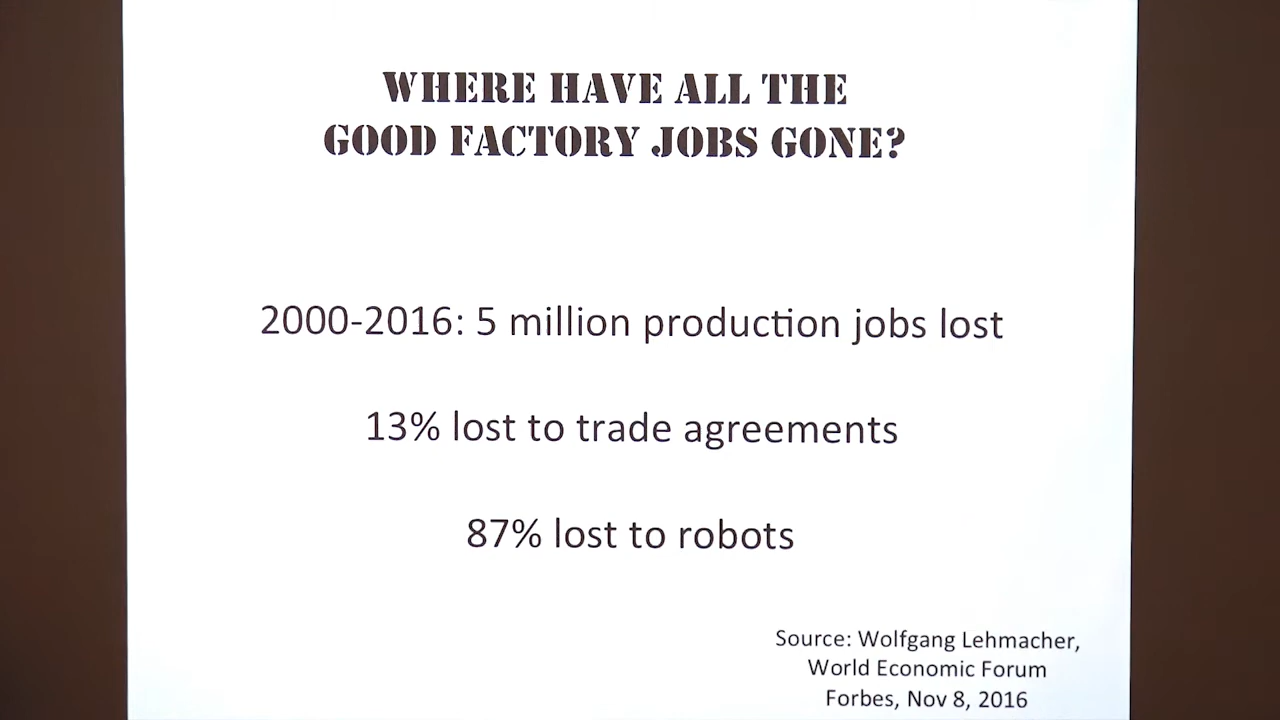 WHERE HAVE ALL THE
GOOD FACTORY JOBS GONE?
2000-2016: 5 million production jobs lost
13% lost to trade agreements
87% lost to robots
Source: Wolfgang Lehmacher,
World Economic Forum
Forbes, Nov 8, 2016